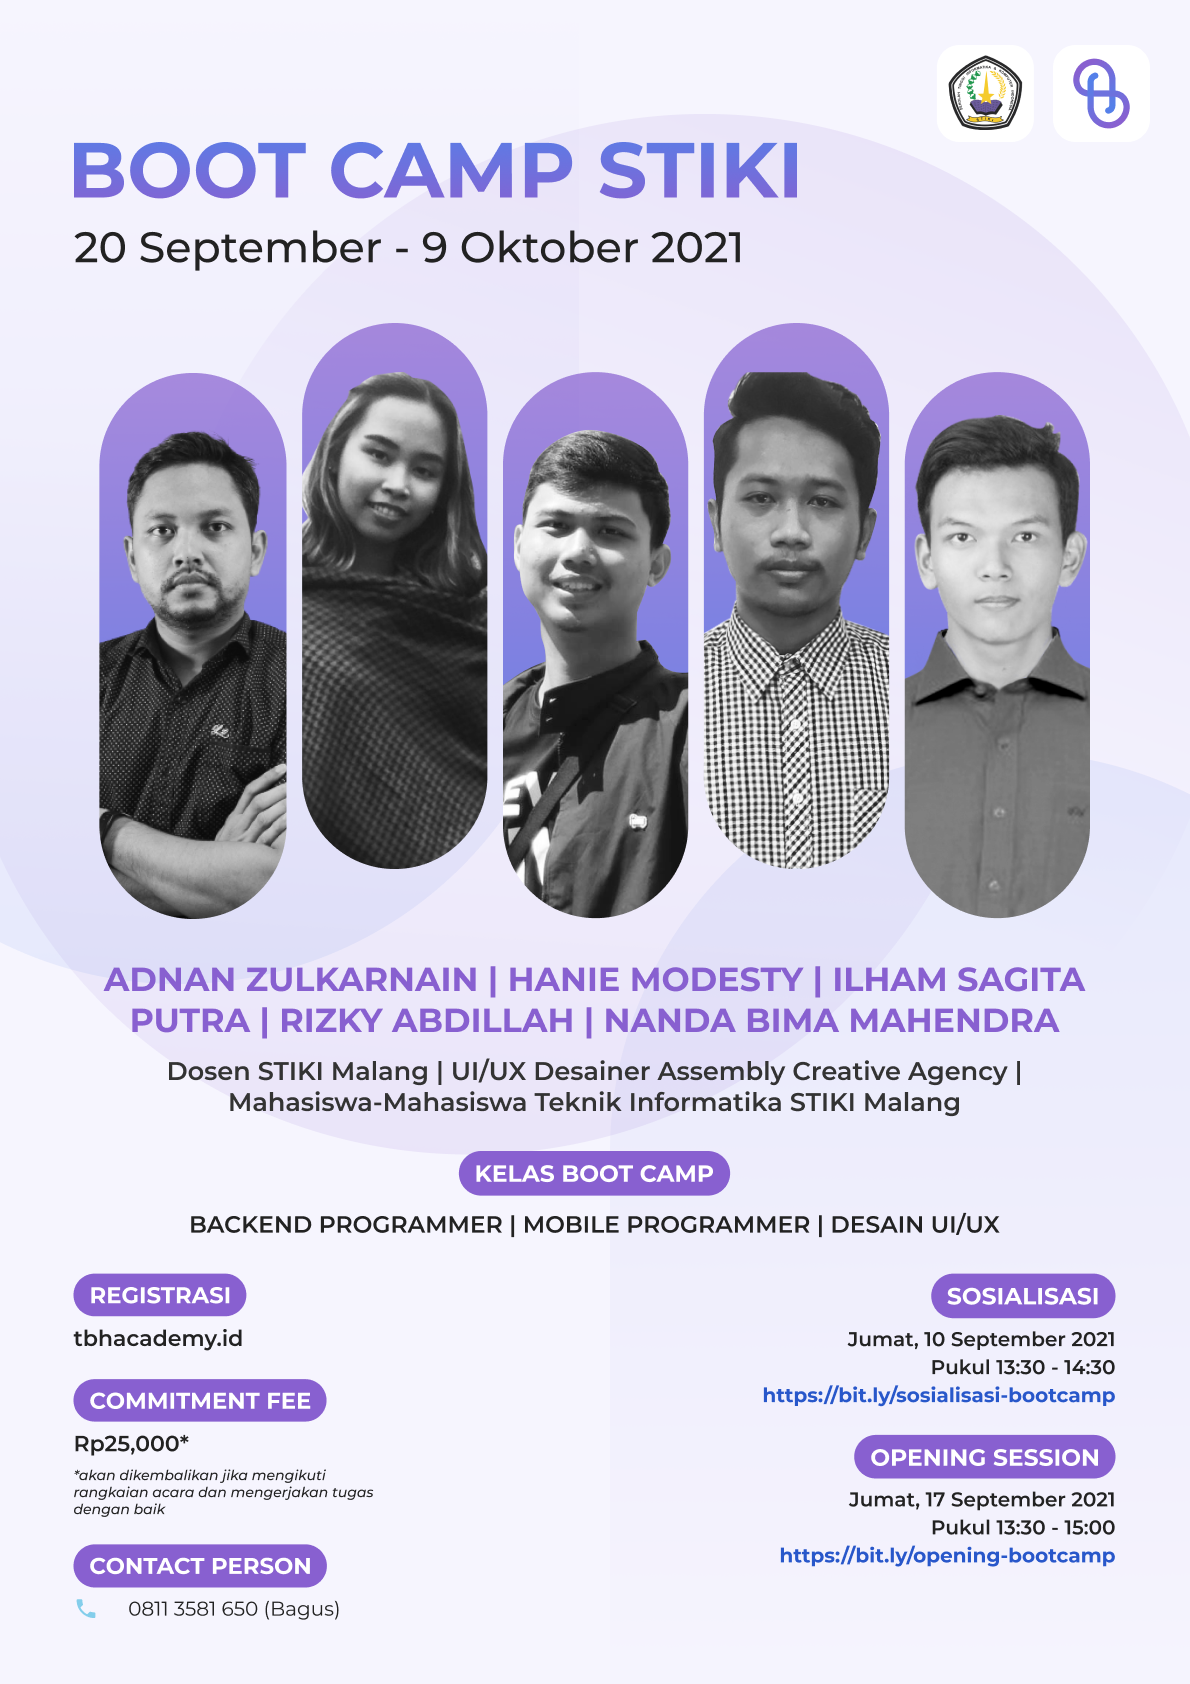 BOOT CAMP STIKI
20 September - 9 Oktober 2021
ADNAN ZULKARNAIN | HANIE MODESTY | ILHAM SAGITA
PUTRA | RIZKY ABDILLAH | NANDA BIMA MAHENDRA
Dosen STIKI Malang | UI/UX Desainer Assembly Creative Agency |
Mahasiswa-Mahasiswa Teknik Informatika STIKI Malang
KELAS BOOT CAMP
BACKEND PROGRAMMER | MOBILE PROGRAMMER | DESAIN UI/UX
REGISTRASI
tbhacademy.id
COMMITMENT FEE
Rp25,000*
*akan dikembalikan jika mengikuti
rangkaian acara dan mengerjakan tugas
dengan baik
CONTACT PERSON
0811 3581 650 (Bagus)
SOSIALISASI
Jumat, 10 September 2021
Pukul 13:30 - 14:30
https://bit.ly/sosialisasi-bootcamp
OPENING SESSION
Jumat, 17 September 2021
Pukul 13:30 - 15:00
https://bit.ly/opening-bootcamp